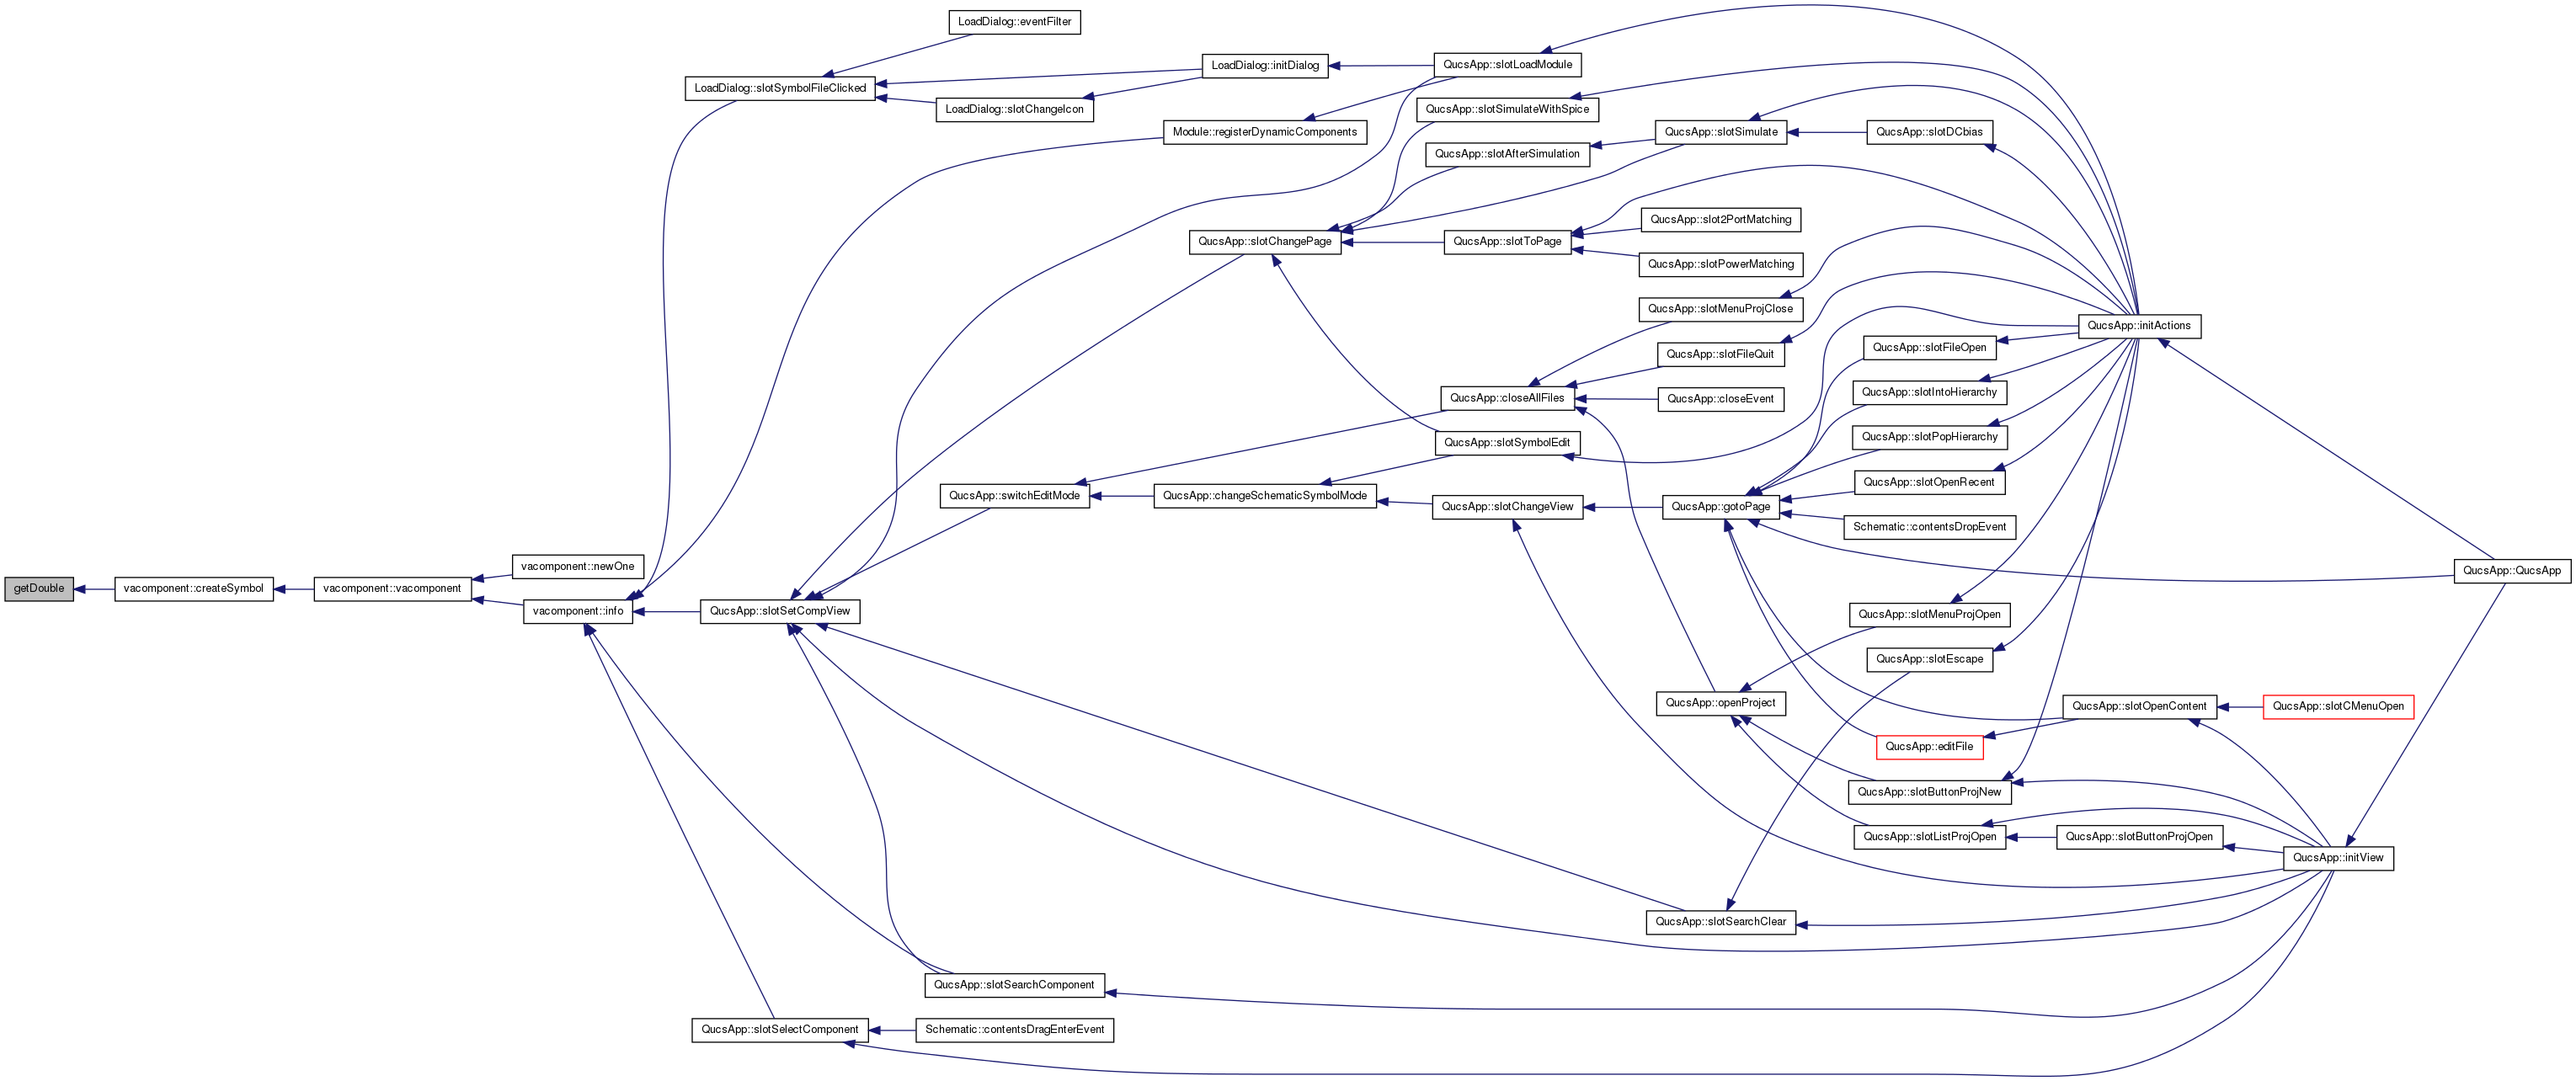 LoadDialog::eventFilter
LoadDialog::slotSymbolFileClicked
LoadDialog::initDialog
QucsApp::slotLoadModule
LoadDialog::slotChangeIcon
QucsApp::slotSimulateWithSpice
Module::registerDynamicComponents
QucsApp::slotSimulate
QucsApp::slotDCbias
QucsApp::slotAfterSimulation
QucsApp::slot2PortMatching
QucsApp::slotChangePage
QucsApp::slotToPage
QucsApp::slotPowerMatching
QucsApp::slotMenuProjClose
QucsApp::initActions
QucsApp::slotFileQuit
QucsApp::slotFileOpen
QucsApp::closeAllFiles
QucsApp::closeEvent
QucsApp::slotIntoHierarchy
QucsApp::slotSymbolEdit
QucsApp::slotPopHierarchy
QucsApp::slotOpenRecent
QucsApp::switchEditMode
QucsApp::changeSchematicSymbolMode
QucsApp::slotChangeView
QucsApp::gotoPage
Schematic::contentsDropEvent
vacomponent::newOne
QucsApp::QucsApp
getDouble
vacomponent::createSymbol
vacomponent::vacomponent
vacomponent::info
QucsApp::slotSetCompView
QucsApp::slotMenuProjOpen
QucsApp::slotEscape
QucsApp::openProject
QucsApp::slotOpenContent
QucsApp::slotCMenuOpen
QucsApp::editFile
QucsApp::slotButtonProjNew
QucsApp::slotListProjOpen
QucsApp::slotButtonProjOpen
QucsApp::initView
QucsApp::slotSearchClear
QucsApp::slotSearchComponent
QucsApp::slotSelectComponent
Schematic::contentsDragEnterEvent